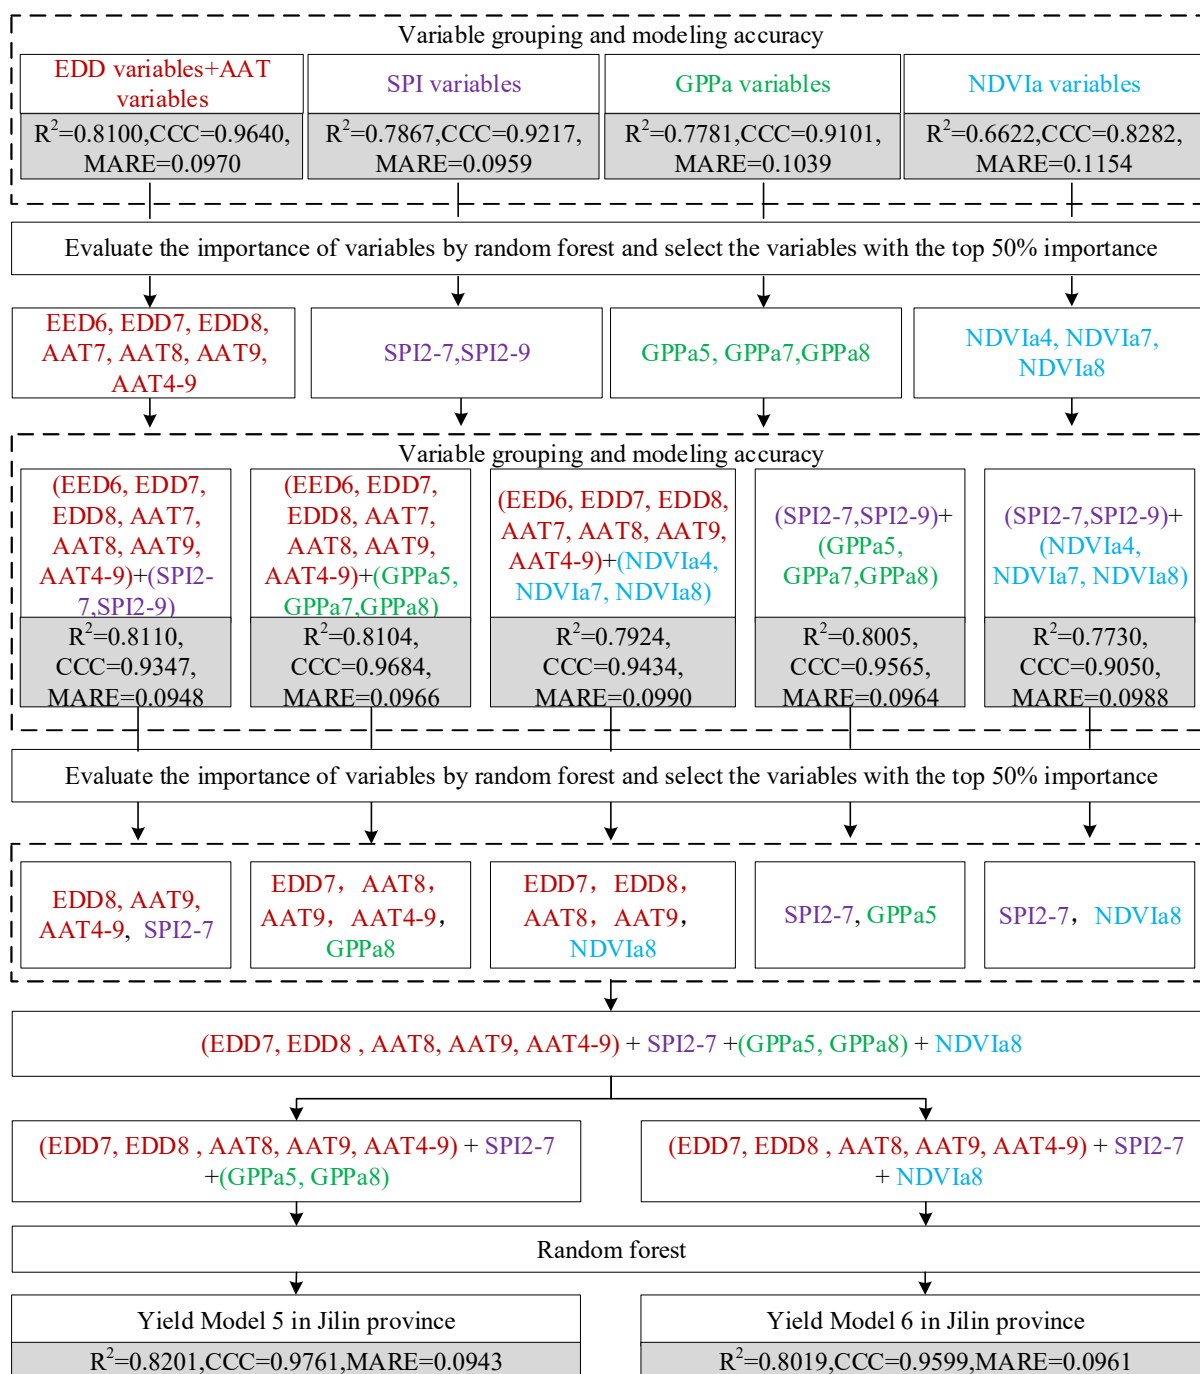 Variable grouping and modeling accuracy
EDD variables+AAT
variables
R²=0.8100,CCC=0.9640,
MARE=0.0970
SPI variables
R²=0.7867,CCC=0.9217,
MARE=0.0959
GPPa variables
R²=0.7781,CCC=0.9101,
MARE=0.1039
NDVIa variables
R²=0.6622,CCC=0.8282,
MARE=0.1154
Evaluate the importance of variables by random forest and select the variables with the top 50% importance
EED6, EDD7, EDD8,
AAT7, AAT8, AAT9,
AAT4-9
SPI2-7,SPI2-9
GPPa5, GPPa7,GPPa8
NDVIa4, NDVIa7,
NDVIa8
Variable grouping and modeling accuracy
(EED6, EDD7,
EDD8, AAT7,
AAT8, AAT9,
AAT4-9)+(SPI2-
7,SPI2-9)
R²=0.8110,
CCC=0.9347,
MARE=0.0948
(EED6, EDD7,
EDD8, AAT7,
AAT8, AAT9,
AAT4-9)+(GPPa5,
GPPa7,GPPa8)
R²=0.8104,
CCC=0.9684,
MARE=0.0966
(EED6, EDD7, EDD8,
AAT7, AAT8, AAT9,
AAT4-9)+(NDVIa4,
NDVIa7, NDVIa8)
R²=0.7924,
CCC=0.9434,
MARE=0.0990
(SPI2-7,SPI2-9)+
(GPPa5,
GPPa7,GPPa8)
R²=0.8005,
CCC=0.9565,
MARE=0.0964
(SPI2-7,SPI2-9)+
(NDVIa4,
NDVIa7, NDVIa8)
R²=0.7730,
CCC=0.9050,
MARE=0.0988
Evaluate the importance of variables by random forest and select the variables with the top 50% importance
EDD8, AAT9,
AAT4-9, SPI2-7
EDD7，AAT8，
AAT9，AAT4-9，
GPPa8
EDD7，EDD8，
AAT8，AAT9，
NDVIa8
SPI2-7, GPPa5
SPI2-7，NDVIa8
(EDD7, EDD8 , AAT8, AAT9, AAT4-9) + SPI2-7 +(GPPa5, GPPa8) + NDVIa8
(EDD7, EDD8 , AAT8, AAT9, AAT4-9) + SPI2-7
+(GPPa5, GPPa8)
(EDD7, EDD8 , AAT8, AAT9, AAT4-9) + SPI2-7
+ NDVIa8
Random forest
Yield Model 5 in Jilin province
R²=0.8201,CCC=0.9761,MARE=0.0943
Yield Model 6 in Jilin province
R²=0.8019,CCC=0.9599,MARE=0.0961